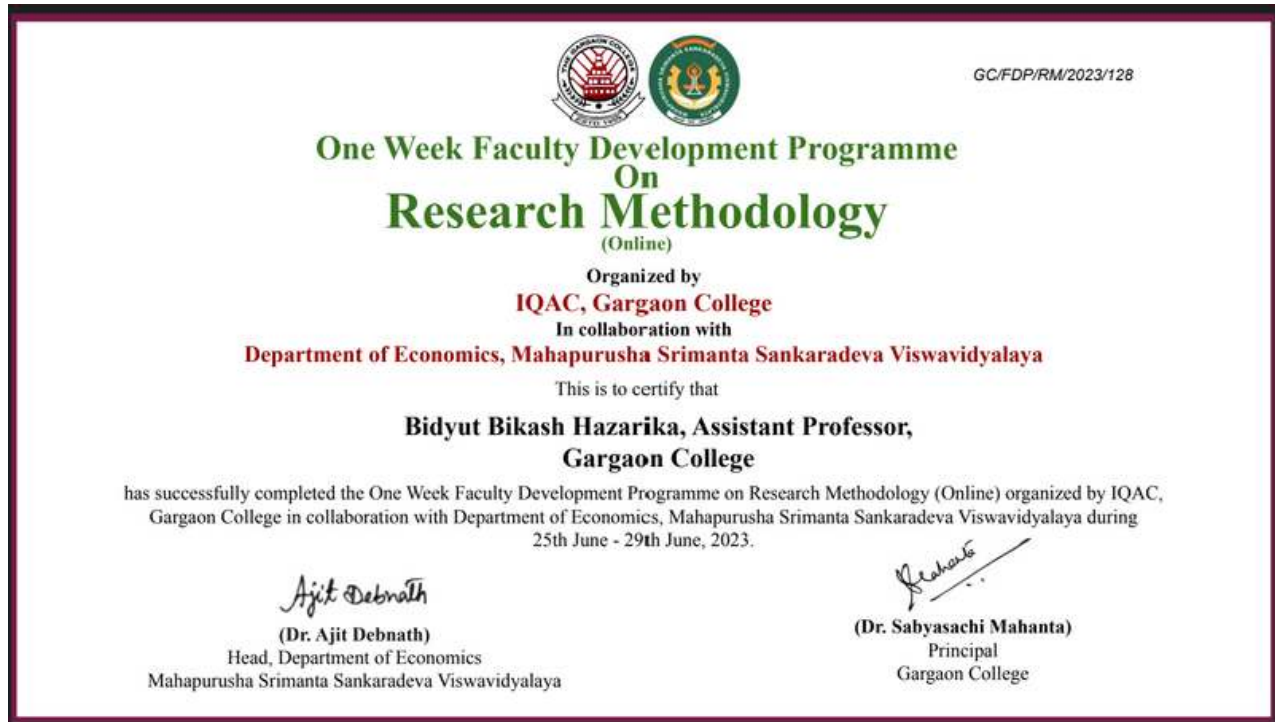 THE GARGAON COLLEGE
GC/FDP/RM/2023/128
One Week Faculty Development Programme
On
Research Methodology
(Online)
Organized by
IQAC, Gargaon College
In collaboration with
Department of Economics, Mahapurusha Srimanta Sankaradeva Viswavidyalaya
This is to certify that
Bidyut Bikash Hazarika, Assistant Professor,
Gargaon College
has successfully completed the One Week Faculty Development Programme on Research Methodology (Online) organized by IQAC,
Gargaon College in collaboration with Department of Economics, Mahapurusha Srimanta Sankaradeva Viswavidyalaya during
25th June - 29th June, 2023.
Ajit Debnath
(Dr. Ajit Debnath)
Head, Department of Economics
Mahapurusha Srimanta Sankaradeva Viswavidyalaya
Mahanta
(Dr. Sabyasachi Mahanta)
Principal
Gargaon College